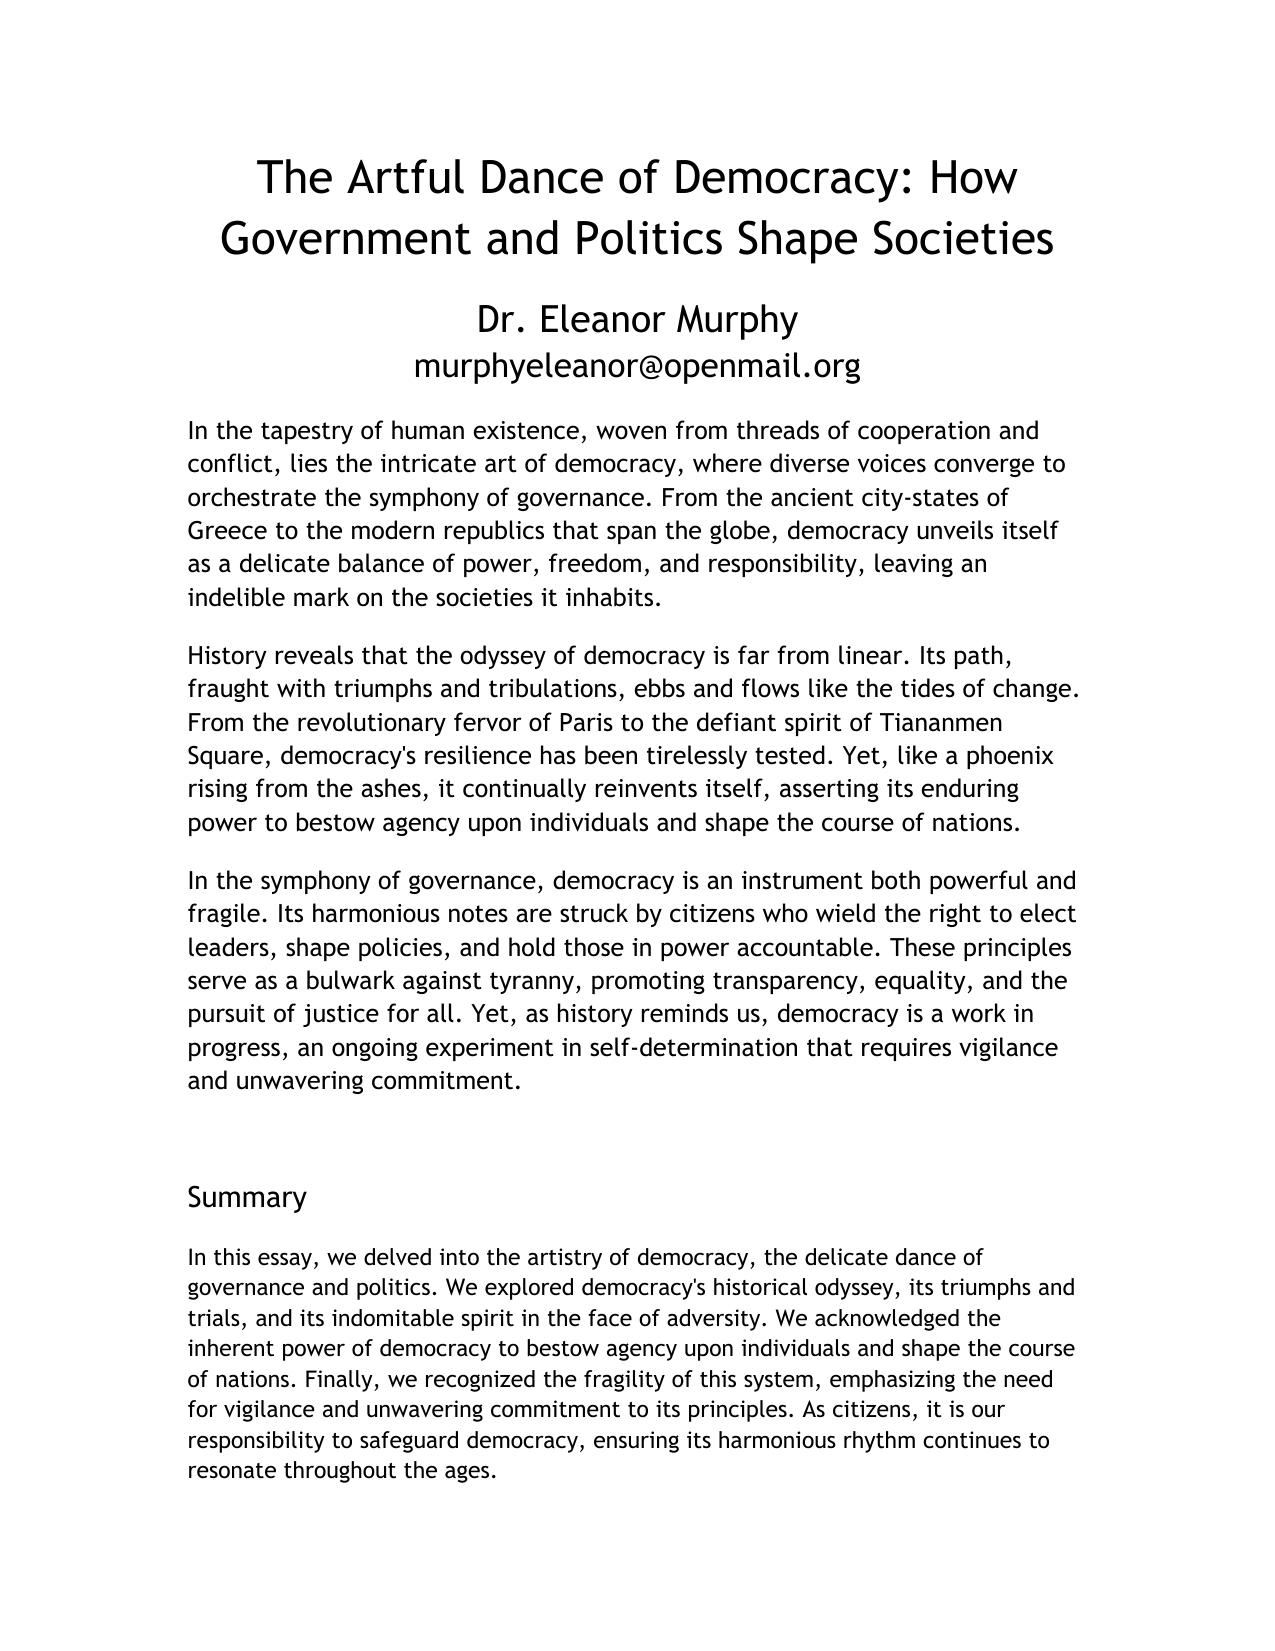 The Artful Dance of Democracy: How
Government and Politics Shape Societies
Dr. Eleanor Murphy
murphyeleanor@openmail.org
In the tapestry of human existence, woven from threads of cooperation and
conflict, lies the intricate art of democracy, where diverse voices converge to
orchestrate the symphony of governance. From the ancient city-states of
Greece to the modern republics that span the globe, democracy unveils itself
as a delicate balance of power, freedom, and responsibility, leaving an
indelible mark on the societies it inhabits.
History reveals that the odyssey of democracy is far from linear. Its path,
fraught with triumphs and tribulations, ebbs and flows like the tides of change.
From the revolutionary fervor of Paris to the defiant spirit of Tiananmen
Square, democracy's resilience has been tirelessly tested. Yet, like a phoenix
rising from the ashes, it continually reinvents itself, asserting its enduring
power to bestow agency upon individuals and shape the course of nations.
In the symphony of governance, democracy is an instrument both powerful and
fragile. Its harmonious notes are struck by citizens who wield the right to elect
leaders, shape policies, and hold those in power accountable. These principles
serve as a bulwark against tyranny, promoting transparency, equality, and the
pursuit of justice for all. Yet, as history reminds us, democracy is a work in
progress, an ongoing experiment in self-determination that requires vigilance
and unwavering commitment.
Summary
In this essay, we delved into the artistry of democracy, the delicate dance of
governance and politics. We explored democracy's historical odyssey, its triumphs and
trials, and its indomitable spirit in the face of adversity. We acknowledged the
inherent power of democracy to bestow agency upon individuals and shape the course
of nations. Finally, we recognized the fragility of this system, emphasizing the need
for vigilance and unwavering commitment to its principles. As citizens, it is our
responsibility to safeguard democracy, ensuring its harmonious rhythm continues to
resonate throughout the ages.